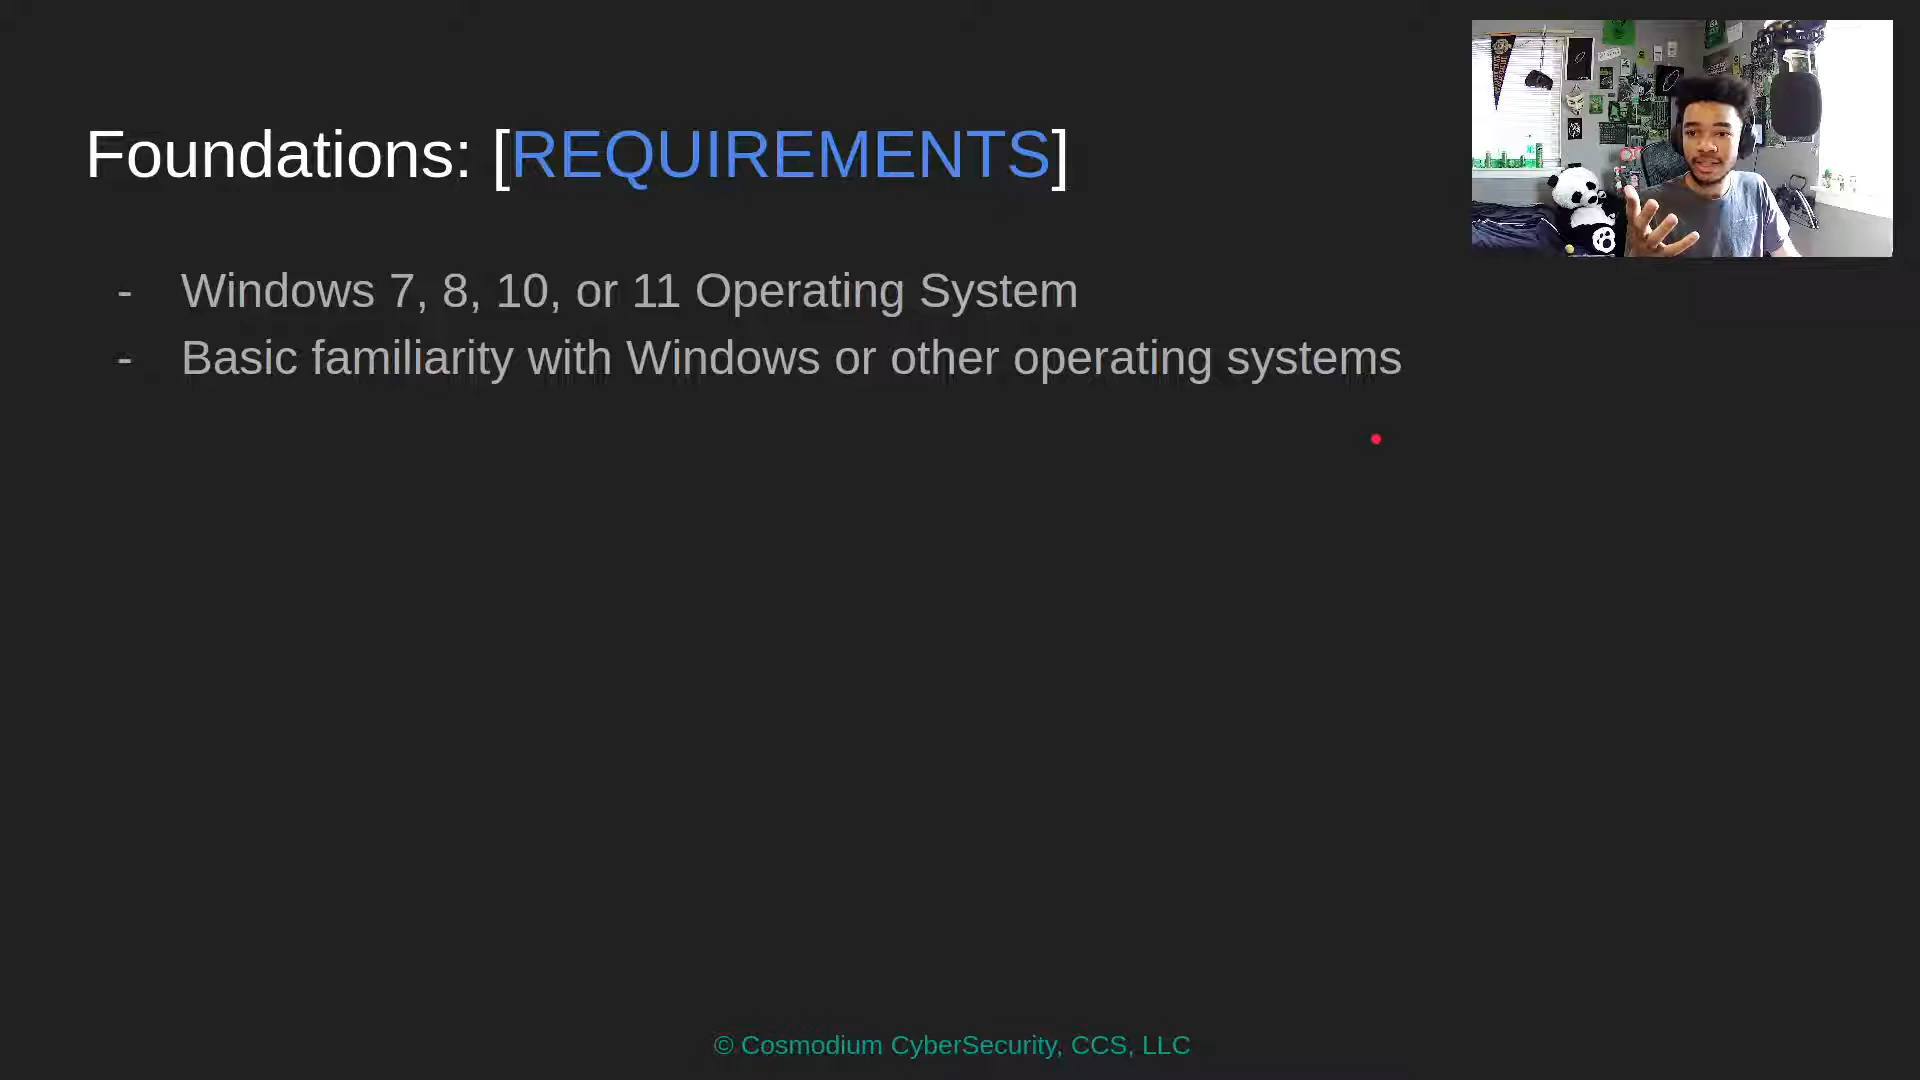 Foundations: [REQUIREMENTS]
- Windows 7, 8, 10, or 11 Operating System
- Basic familiarity with Windows or other operating systems
© Cosmodium CyberSecurity, CCS, LLC